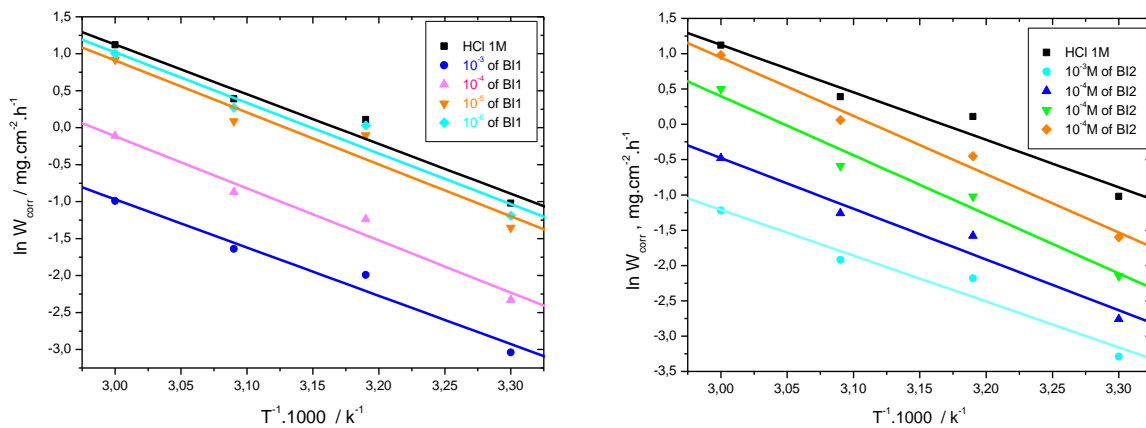 ln W_corr / mg.cm⁻².h⁻¹
1,5
1,0
0,5
0,0
-0,5
-1,0
-1,5
-2,0
-2,5
-3,0
3,00 3,05 3,10 3,15 3,20 3,25 3,30
T⁻¹.1000 / k⁻¹
HCl 1M
10⁻³ of BI1
10⁻⁴ of BI1
10⁻⁵ of BI1
10⁻⁶ of BI1
ln W_corr , mg.cm⁻².h⁻¹
1,5
1,0
0,5
0,0
-0,5
-1,0
-1,5
-2,0
-2,5
-3,0
-3,5
3,00 3,05 3,10 3,15 3,20 3,25 3,30
T⁻¹.1000 / k⁻¹
HCl 1M
10⁻³M of BI2
10⁻⁴M of BI2
10⁻⁴M of BI2
10⁻⁴M of BI2